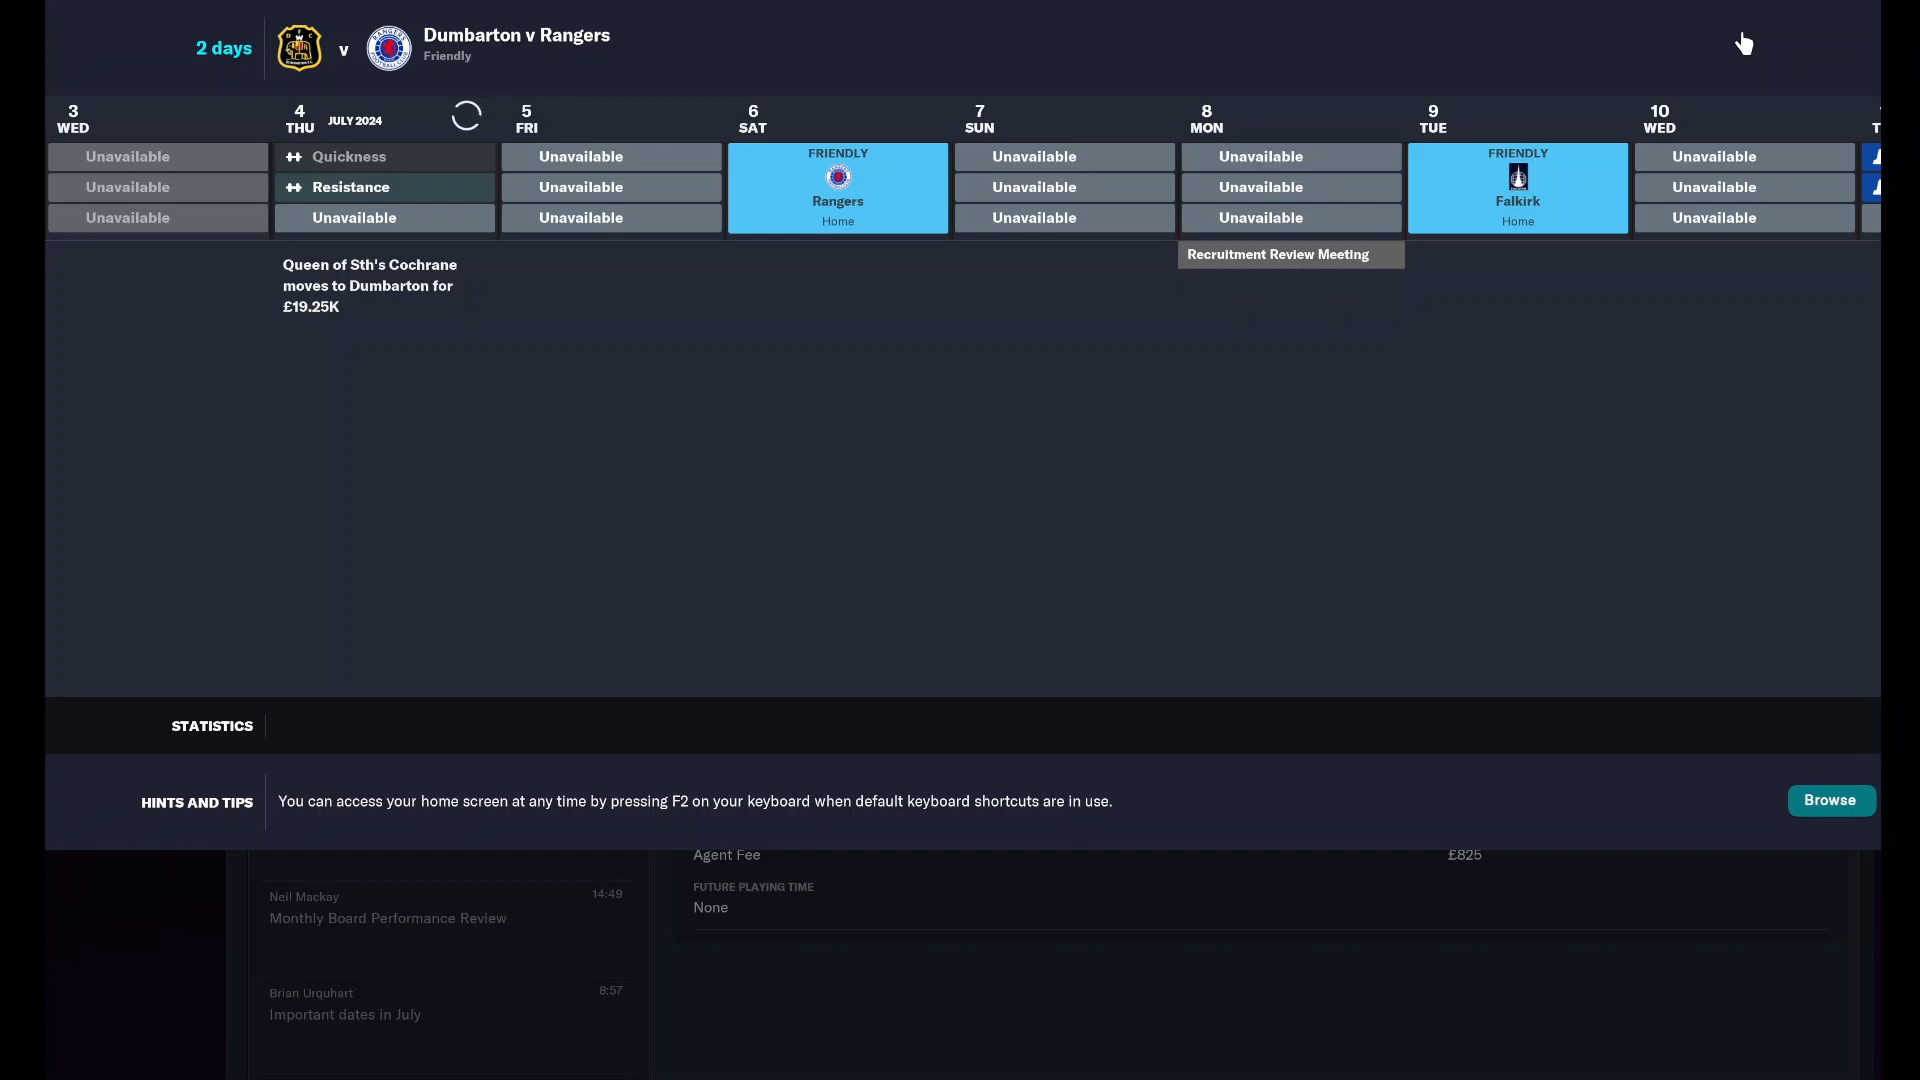 2 days
v
Dumbarton v Rangers
Friendly
3
WED
4
THU JULY 2024
5
FRI
6
SAT
7
SUN
8
MON
9
TUE
10
WED
Unavailable
Unavailable
Unavailable
Quickness
Resistance
Unavailable
Unavailable
Unavailable
Unavailable
FRIENDLY
Rangers
Home
Unavailable
Unavailable
Unavailable
Unavailable
Unavailable
Unavailable
FRIENDLY
Falkirk
Home
Unavailable
Unavailable
Unavailable
Recruitment Review Meeting
Queen of Sth's Cochrane
moves to Dumbarton for
£19.25K
STATISTICS
HINTS AND TIPS
You can access your home screen at any time by pressing F2 on your keyboard when default keyboard shortcuts are in use.
Browse
Agent Fee £825
FUTURE PLAYING TIME
None
Neil Mackay 14:49
Monthly Board Performance Review
Brian Urquhart 8:57
Important dates in July